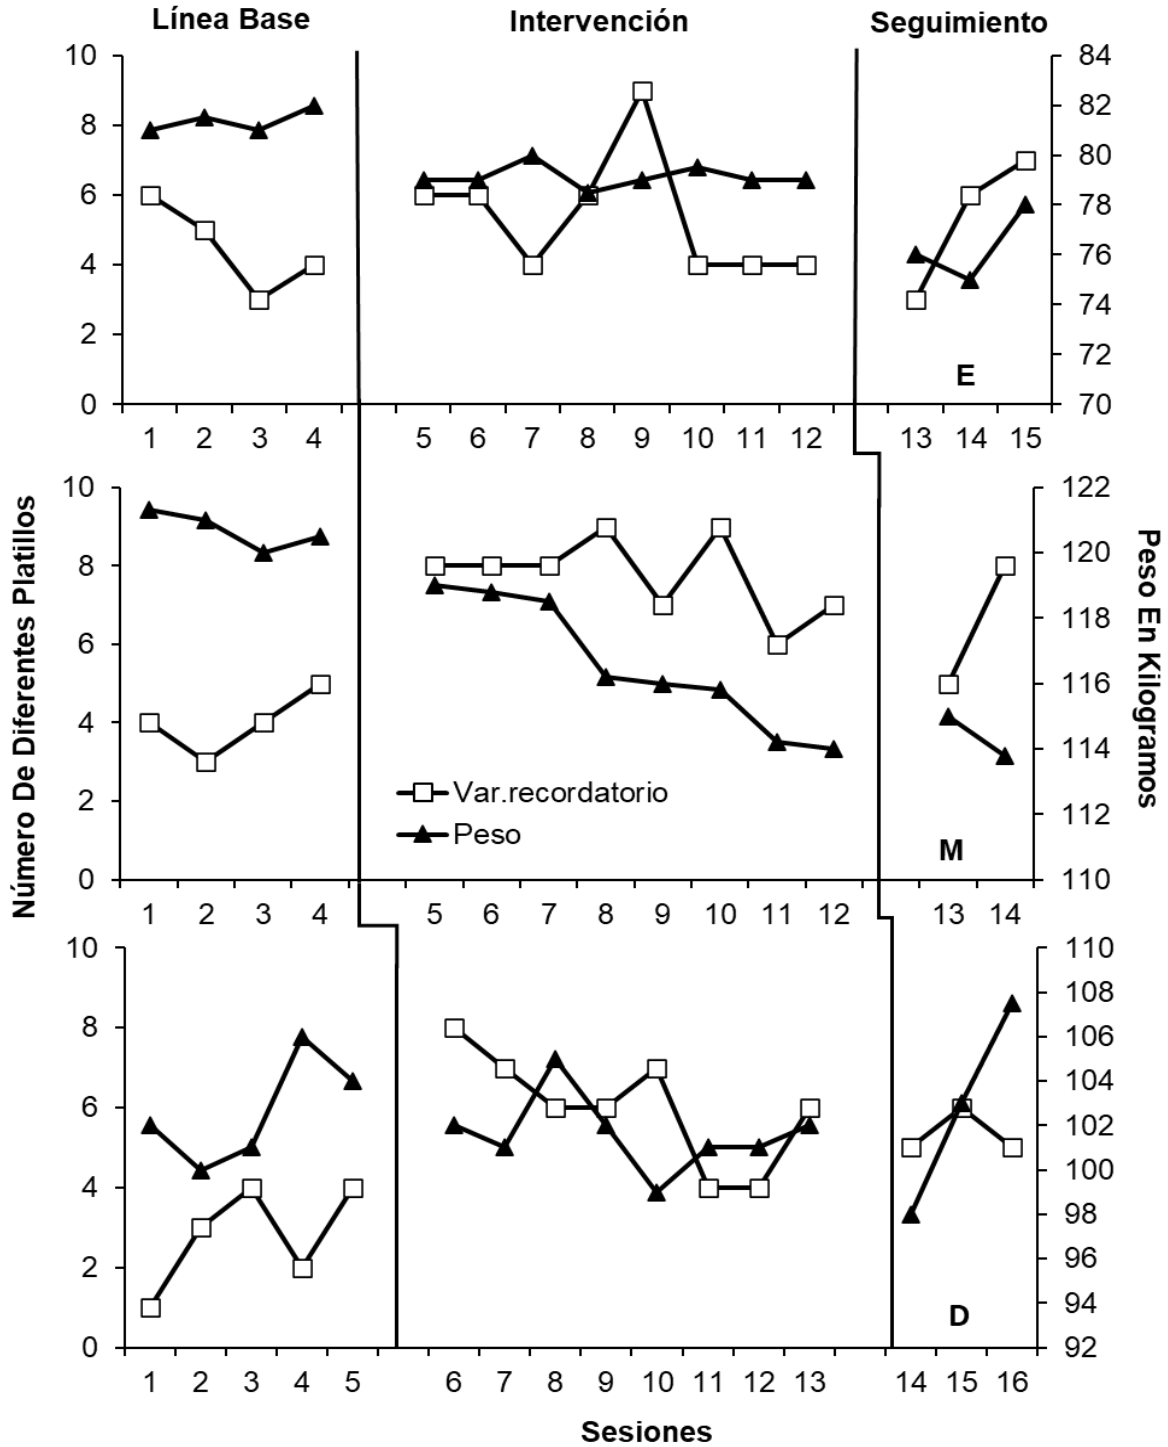 Línea Base Intervención Seguimiento
10 84
8 82
80
6 78
4 76
74
2 72
E
0 70
1 2 3 4 5 6 7 8 9 10 11 12 13 14 15
Número De Diferentes Platillos
Peso En Kilogramos
10 122
8 120
118
6
116
4 114
Var.recordatorio
2 112
Peso
M
0 110
1 2 3 4 5 6 7 8 9 10 11 12 13 14
10 110
108
8 106
104
6 102
100
4 98
96
2 94
D
0 92
1 2 3 4 5 6 7 8 9 10 11 12 13 14 15 16
Sesiones